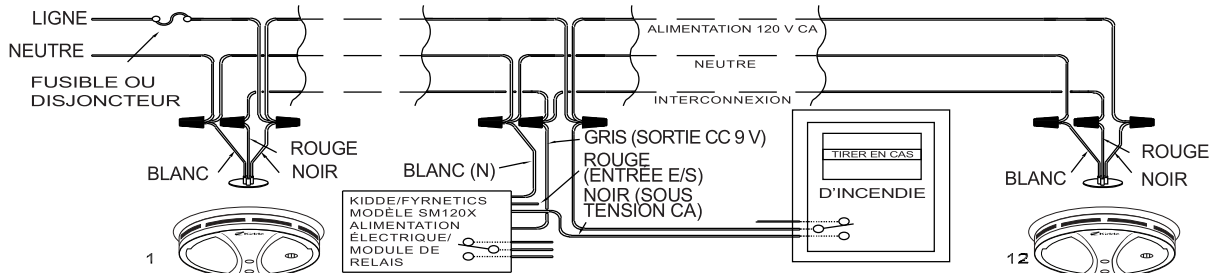 LIGNE
ALIMENTATION 120 V CA
NEUTRE
NEUTRE
FUSIBLE OU
DISJONCTEUR
INTERCONNEXION
BLANC
ROUGE
NOIR
BLANC (N)
GRIS (SORTIE CC 9 V)
ROUGE
(ENTRÉE E/S)
NOIR (SOUS
TENSION CA)
TIRER EN CAS
D'INCENDIE
BLANC
ROUGE
NOIR
KIDDE/FYRNETICS
MODÈLE SM120X
ALIMENTATION
ÉLECTRIQUE/
MODULE DE
RELAIS
1
Kidde
12
Kidde